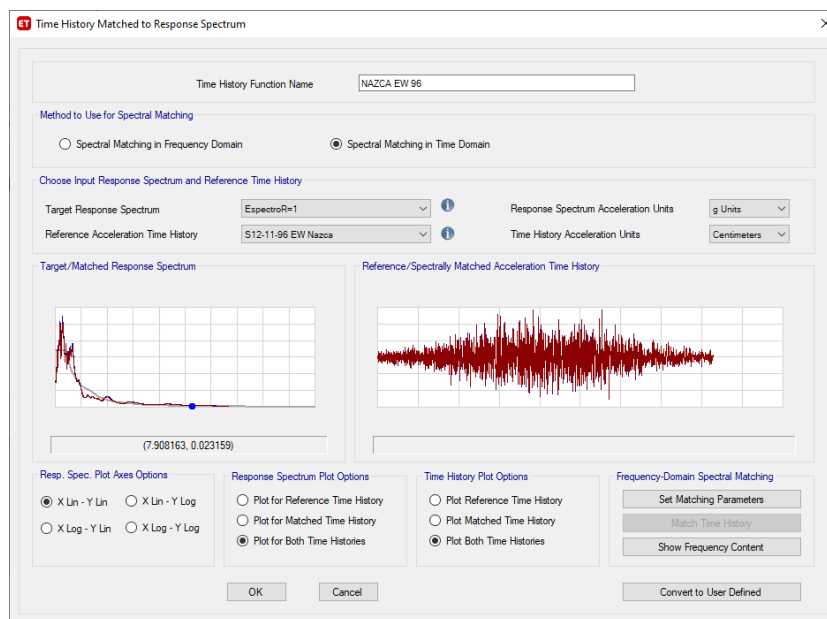 ET Time History Matched to Response Spectrum
Time History Function Name NAZCA EW 96
Method to Use for Spectral Matching
Spectral Matching in Frequency Domain Spectral Matching in Time Domain
Choose Input Response Spectrum and Reference Time History
Target Response Spectrum EspectroR=1 Response Spectrum Acceleration Units g Units
Reference Acceleration Time History S12-11-96 EW Nazca Time History Acceleration Units Centimeters
Target/Matched Response Spectrum Reference/Spectrally Matched Acceleration Time History
(7.908163, 0.023159)
Resp. Spec. Plot Axes Options
X Lin - Y Lin X Lin - Y Log
X Log - Y Lin X Log - Y Log
Response Spectrum Plot Options
Plot for Reference Time History
Plot for Matched Time History
Plot for Both Time Histories
Time History Plot Options
Plot Reference Time History
Plot Matched Time History
Plot Both Time Histories
Frequency-Domain Spectral Matching
Set Matching Parameters
Match Time History
Show Frequency Content
OK Cancel Convert to User Defined